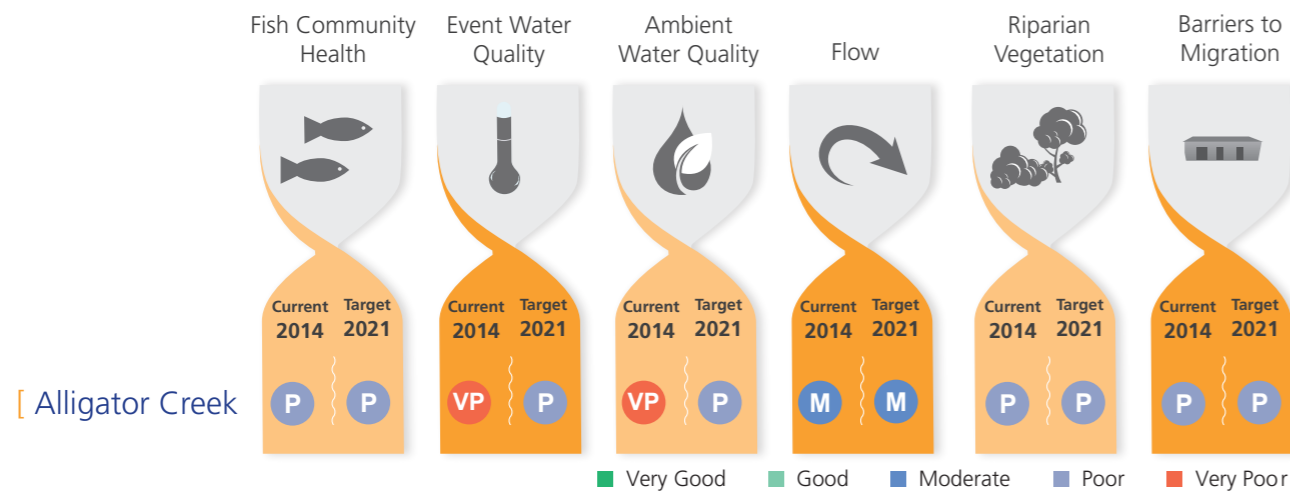 Fish Community
Health
Event Water
Quality
Ambient
Water Quality
Flow
Riparian
Vegetation
Barriers to
Migration
Current Target
2014 2021
Current Target
2014 2021
Current Target
2014 2021
Current Target
2014 2021
Current Target
2014 2021
Current Target
2014 2021
[ Alligator Creek
P P
VP P
VP P
M M
P P
P P
Very Good Good Moderate Poor Very Poor